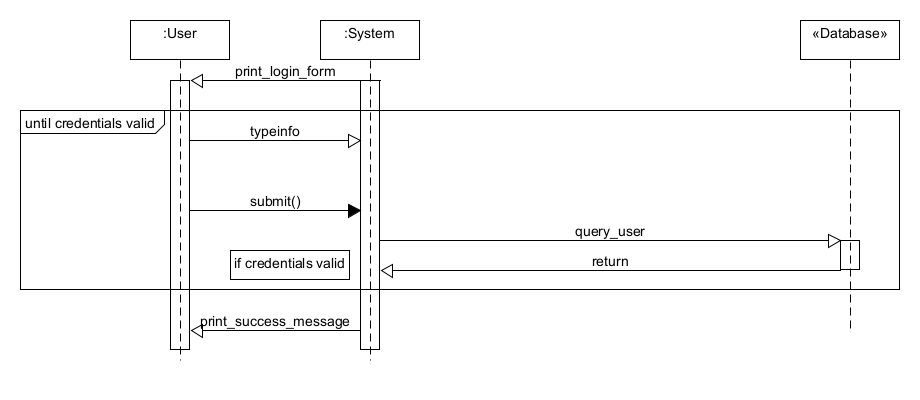 :User
:System
«Database»
print_login_form
until credentials valid
typeinfo
submit()
query_user
if credentials valid
return
print_success_message